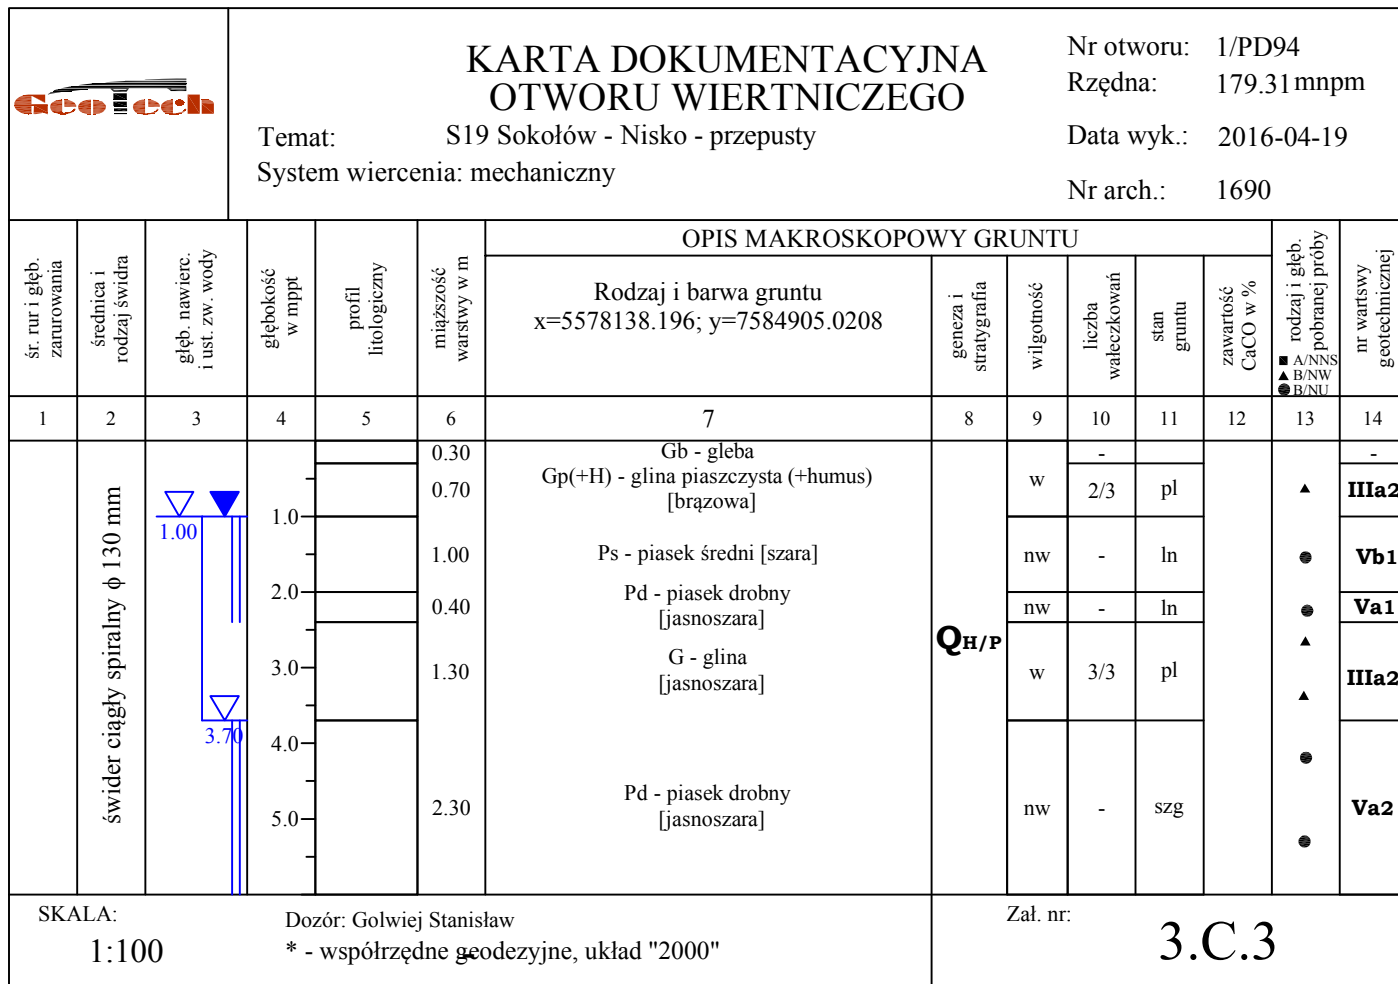 GeoTech
KARTA DOKUMENTACYJNA
OTWORU WIERTNICZEGO
Temat: S19 Sokołów - Nisko - przepusty
System wiercenia: mechaniczny
Nr otworu: 1/PD94
Rzędna: 179.31 mnpm
Data wyk.: 2016-04-19
Nr arch.: 1690
śr. rur i głęb.
zarurowania
średnica i
rodzaj świdra
głęb. nawierc.
i ust. zw. wody
głębokość
w mppt
profil
litologiczny
miąższość
warstwy w m
OPIS MAKROSKOPOWY GRUNTU
Rodzaj i barwa gruntu
x=5578138.196; y=7584905.0208
geneza i
stratygrafia
wilgotność
liczba
wałeczkowań
stan
gruntu
zawartość
CaCO w %
rodzaj i głęb.
pobranej próby
■ A/NNS
▲ B/NW
● B/NU
nr wartswy
geotechnicznej
1 2 3 4 5 6 7 8 9 10 11 12 13 14
świder ciągły spiralny ϕ 130 mm
0.30 Gb - gleba - -
0.70 Gp(+H) - glina piaszczysta (+humus)
[brązowa] w 2/3 pl IIIa2
1.00 1.0
1.00 Ps - piasek średni [szara] nw - ln Vb1
2.0
0.40 Pd - piasek drobny
[jasnoszara] nw - ln Va1
QH/P
3.0 1.30 G - glina
[jasnoszara] w 3/3 pl IIIa2
3.70
4.0
2.30 Pd - piasek drobny
[jasnoszara] nw - szg Va2
5.0
SKALA:
1:100
Dozór: Golwiej Stanisław
* - współrzędne geodezyjne, układ "2000"
Zał. nr:
3.C.3